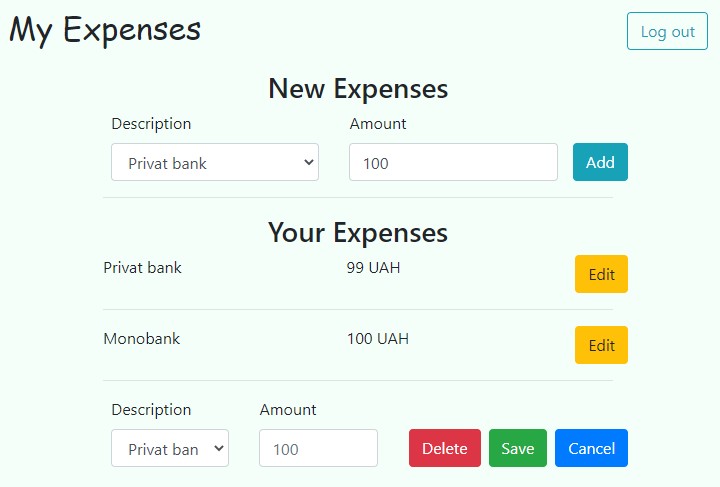 My Expenses Log out
New Expenses
Description Amount
Privat bank 100 Add
Your Expenses
Privat bank 99 UAH Edit
Monobank 100 UAH Edit
Description Amount
Privat ban 100 Delete Save Cancel